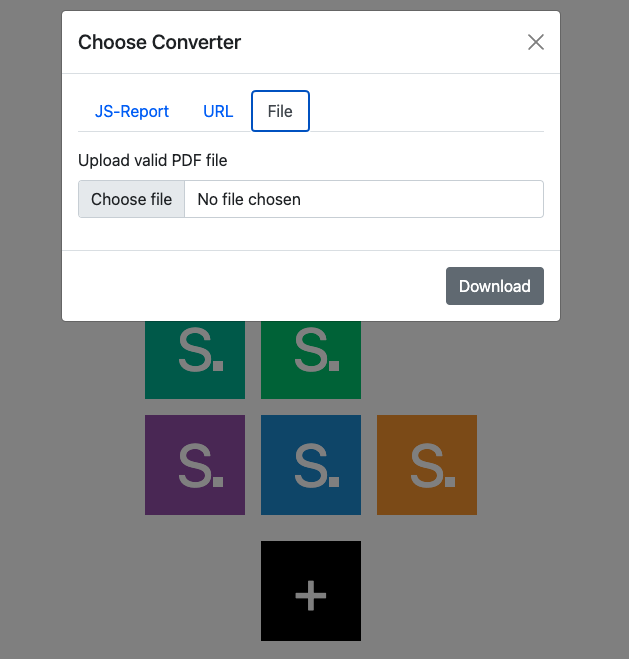 Choose Converter
JS-Report URL File
Upload valid PDF file
Choose file No file chosen
Download
S. S.
S. S. S.
+